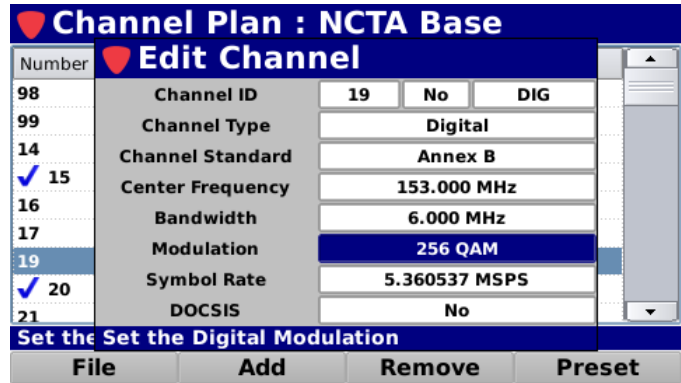 Channel Plan : NCTA Base
Edit Channel
Number
98
99
14
15
16
17
19
20
21
Channel ID 19 No DIG
Channel Type Digital
Channel Standard Annex B
Center Frequency 153.000 MHz
Bandwidth 6.000 MHz
Modulation 256 QAM
Symbol Rate 5.360537 MSPS
DOCSIS No
Set the Set the Digital Modulation
File Add Remove Preset